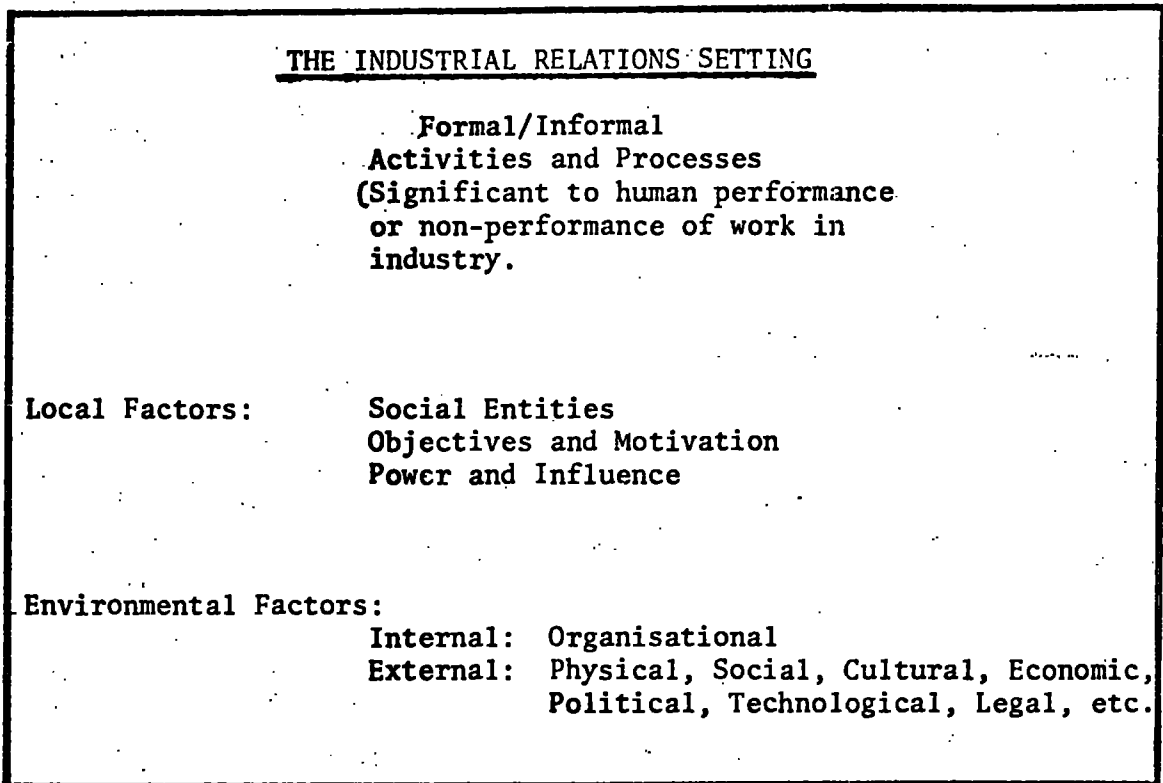 THE INDUSTRIAL RELATIONS SETTING
Formal/Informal
Activities and Processes
(Significant to human performance
or non-performance of work in
industry.
Local Factors: Social Entities
Objectives and Motivation
Power and Influence
Environmental Factors:
Internal: Organisational
External: Physical, Social, Cultural, Economic,
Political, Technological, Legal, etc.